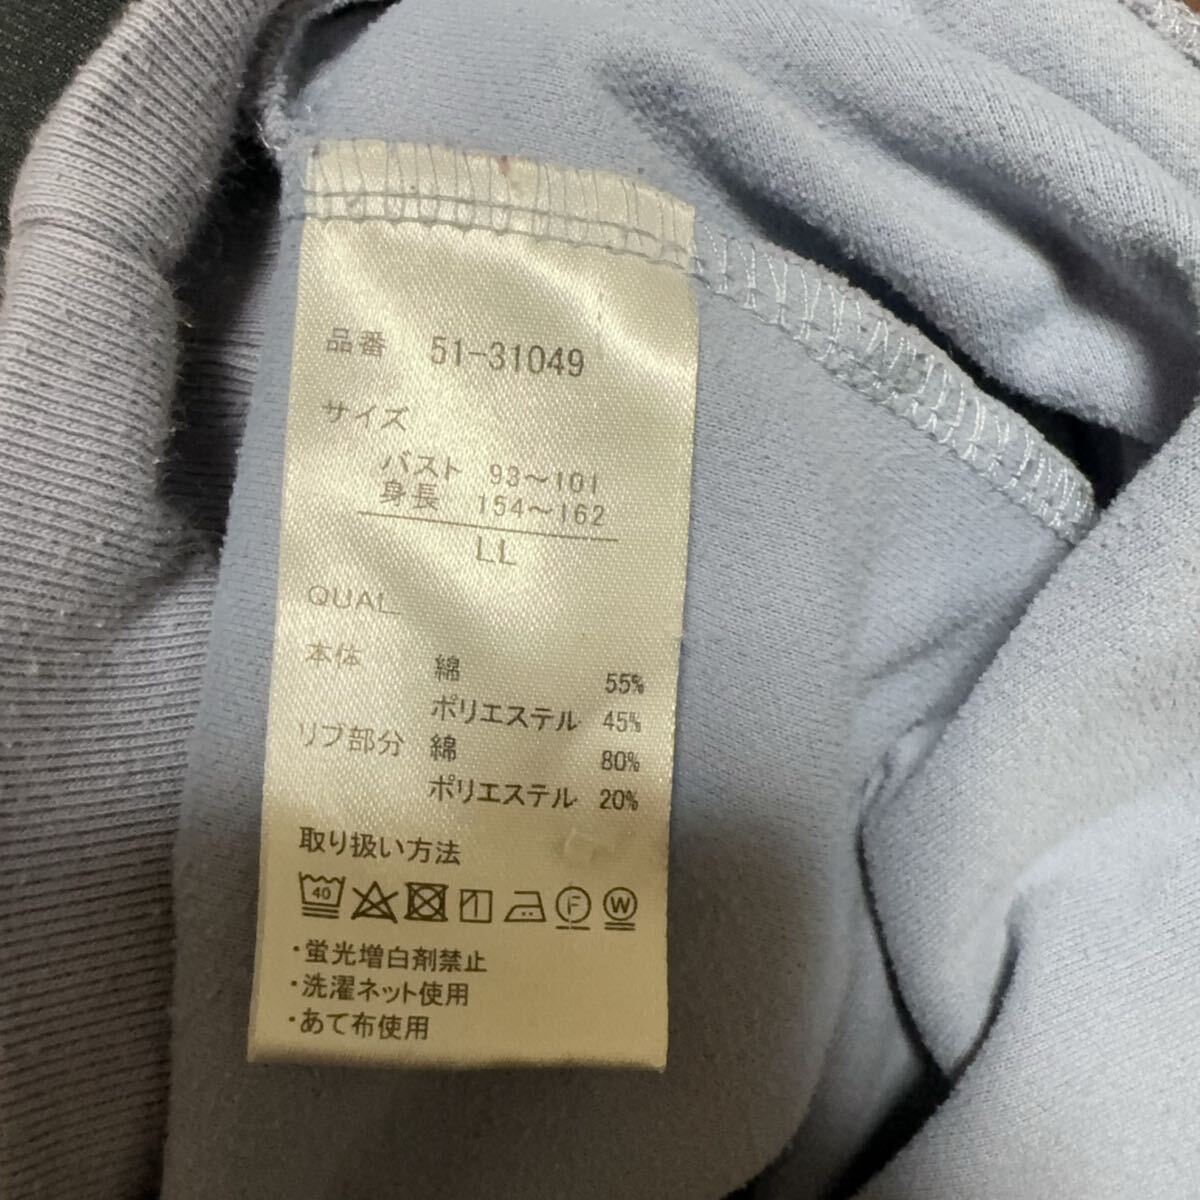 品番 51-31049
サイズ
バスト 93～101
身長 154～162
LL
QUAL
本体 綿 55%
ポリエステル 45%
リブ部分 綿 80%
ポリエステル 20%
取り扱い方法
40 F W
・蛍光増白剤禁止
・洗濯ネット使用
・あて布使用